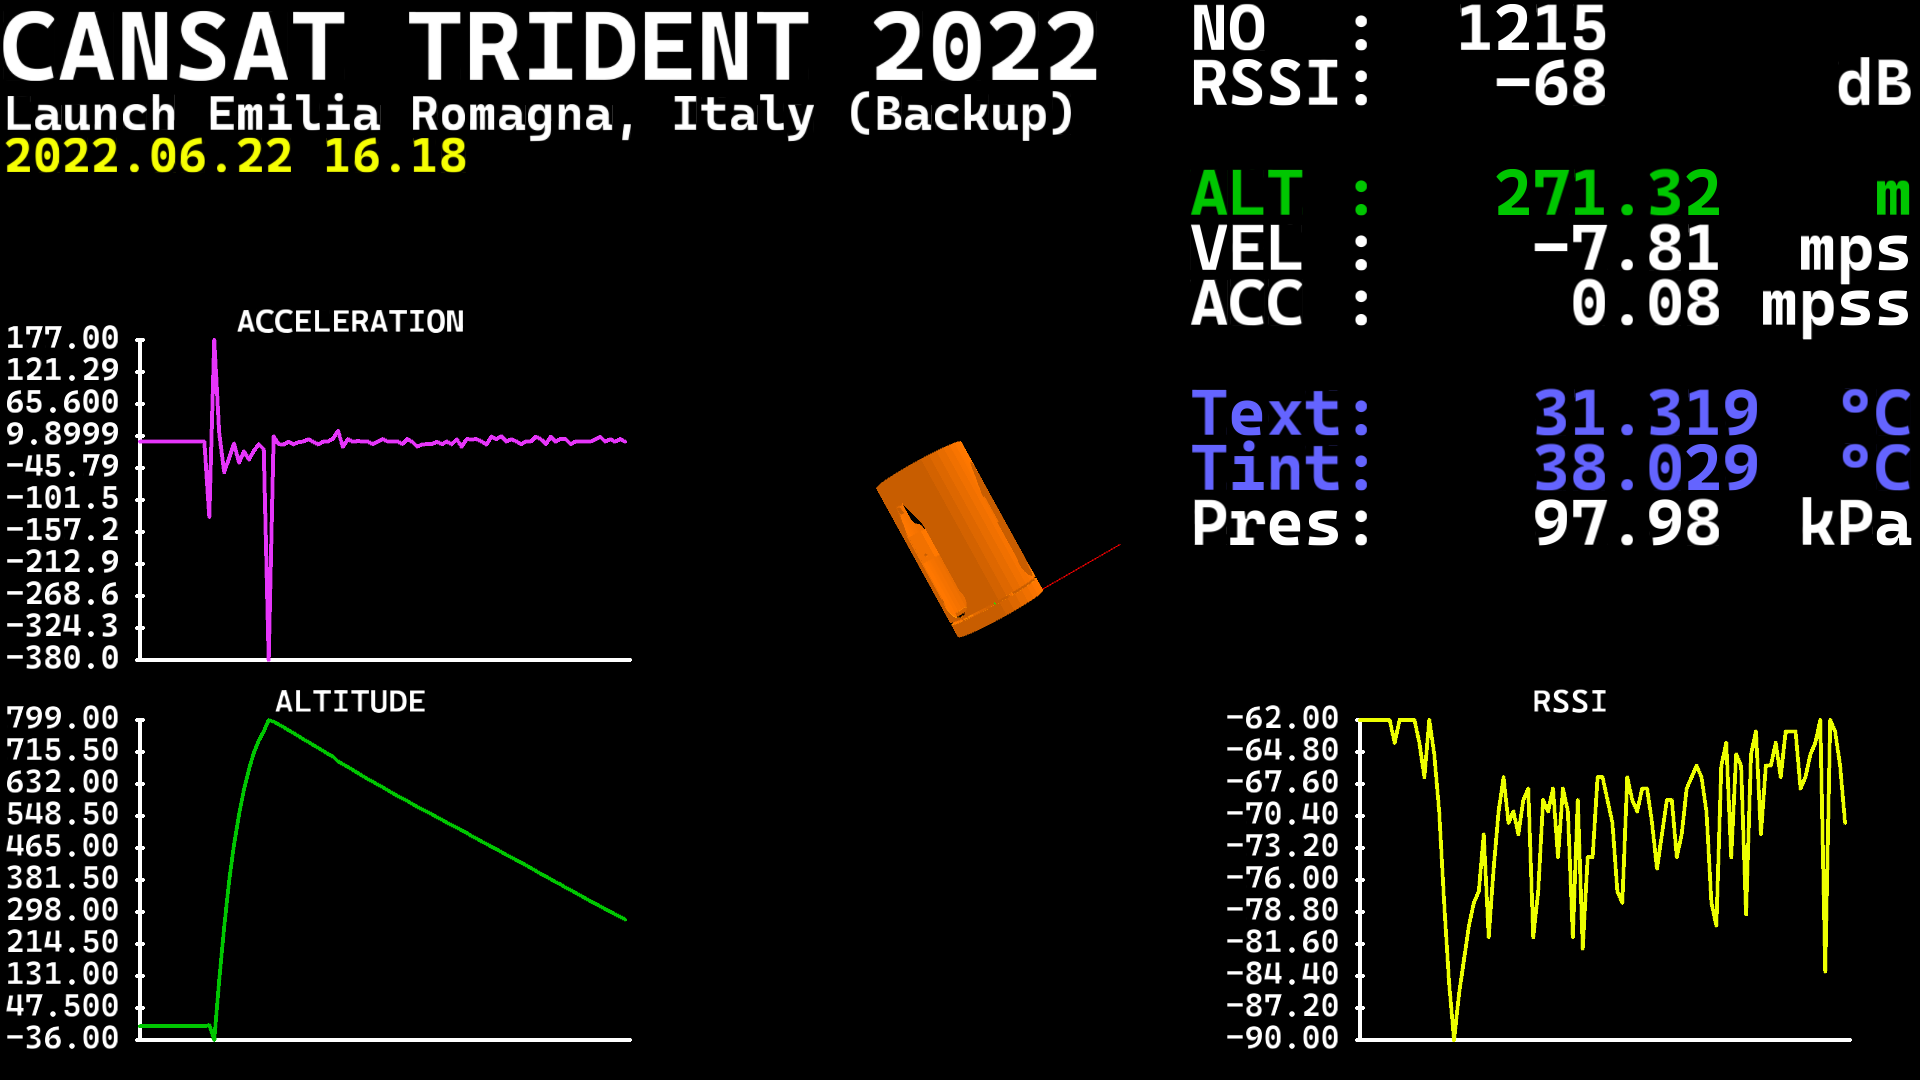 CANSAT TRIDENT 2022
Launch Emilia Romagna, Italy (Backup)
2022.06.22 16.18
NO : 1215
RSSI: −68 dB
ALT : 271.32 m
VEL : −7.81 mps
ACC : 0.08 mpss
Text: 31.319 °C
Tint: 38.029 °C
Pres: 97.98 kPa
ACCELERATION
177.00
121.29
65.600
9.8999
−45.79
−101.5
−157.2
−212.9
−268.6
−324.3
−380.0
ALTITUDE
799.00
715.50
632.00
548.50
465.00
381.50
298.00
214.50
131.00
47.500
−36.00
RSSI
−62.00
−64.80
−67.60
−70.40
−73.20
−76.00
−78.80
−81.60
−84.40
−87.20
−90.00